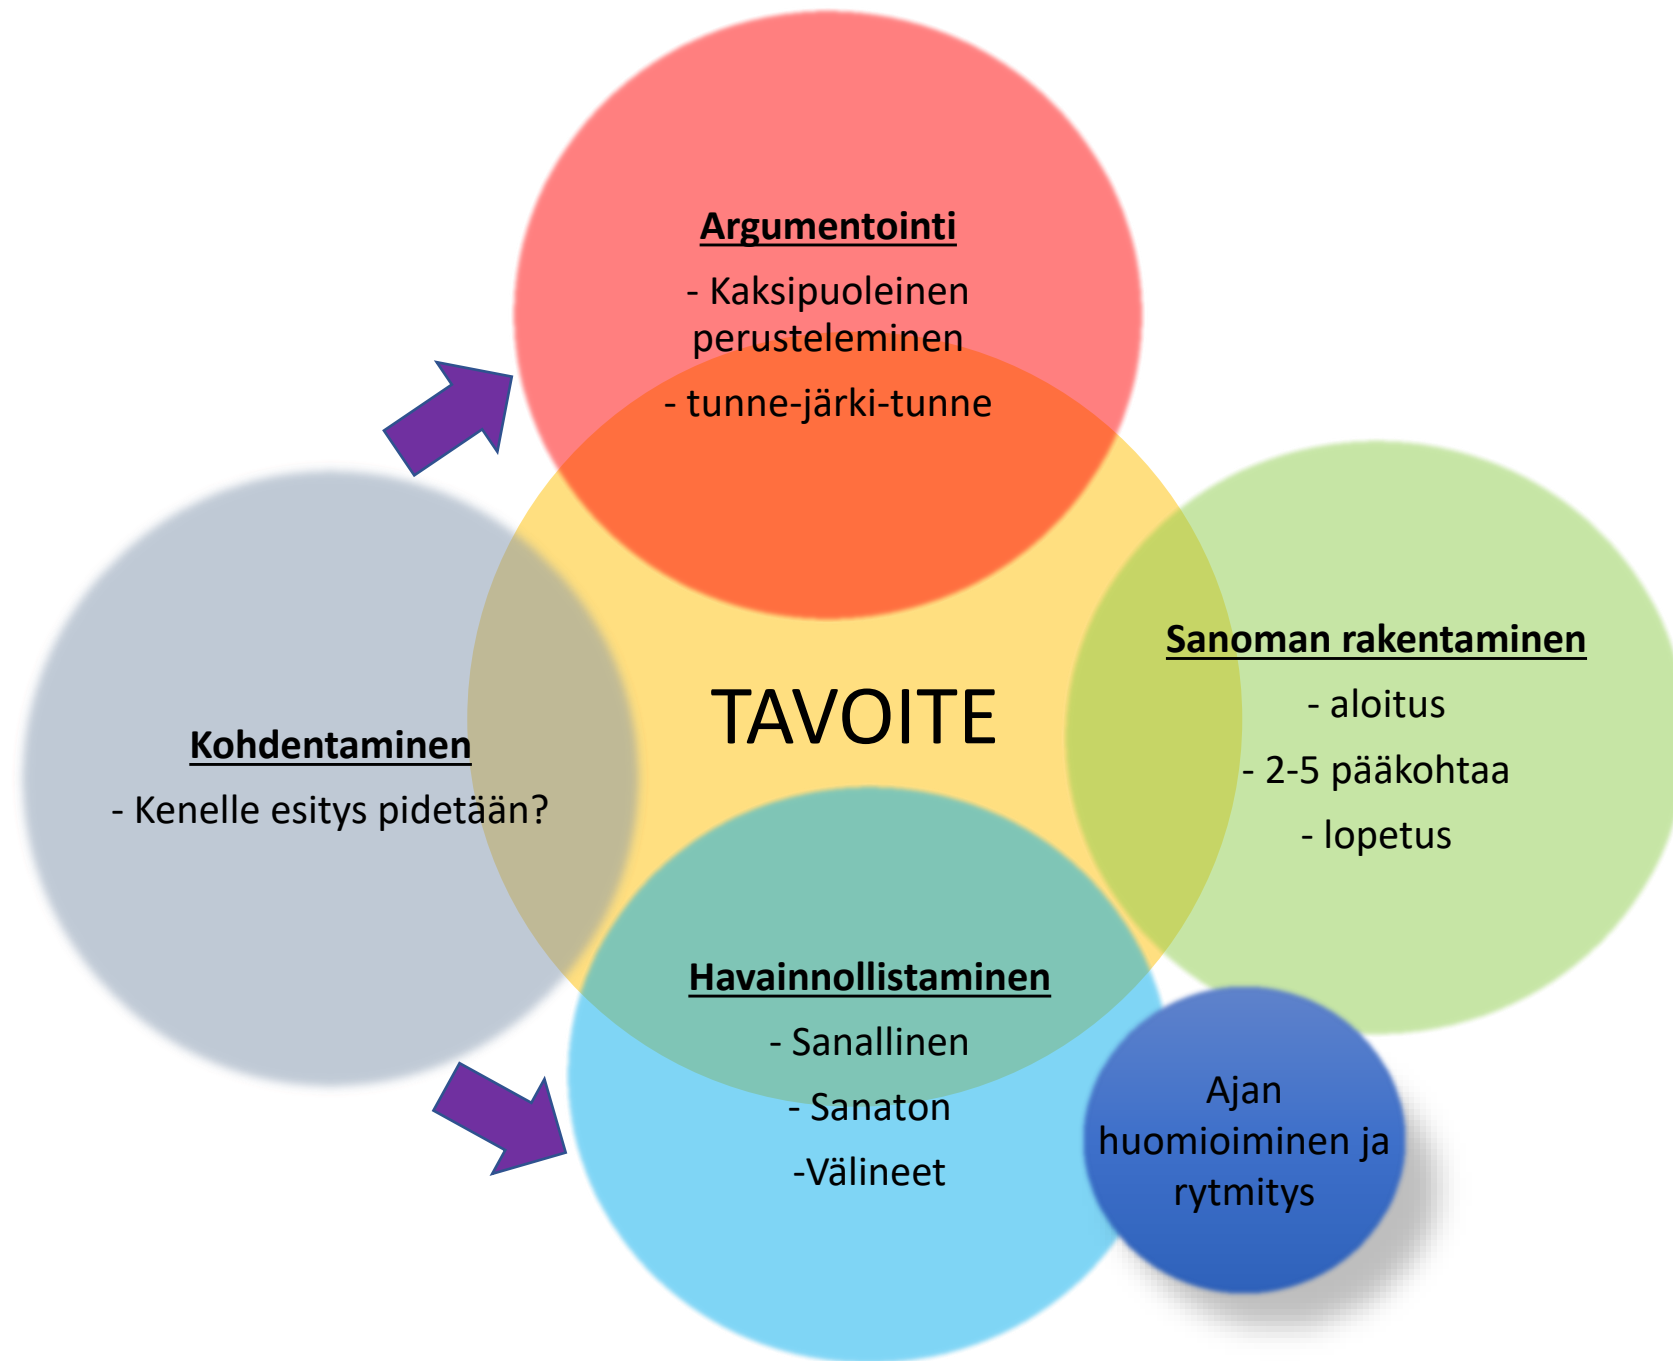 Argumentointi
- Kaksipuoleinen
perusteleminen
- tunne-järki-tunne
Sanoman rakentaminen
- aloitus
- 2-5 pääkohtaa
- lopetus
TAVOITE
Kohdentaminen
- Kenelle esitys pidetään?
Havainnollistaminen
- Sanallinen
- Sanaton
-Välineet
Ajan
huomioiminen ja
rytmitys